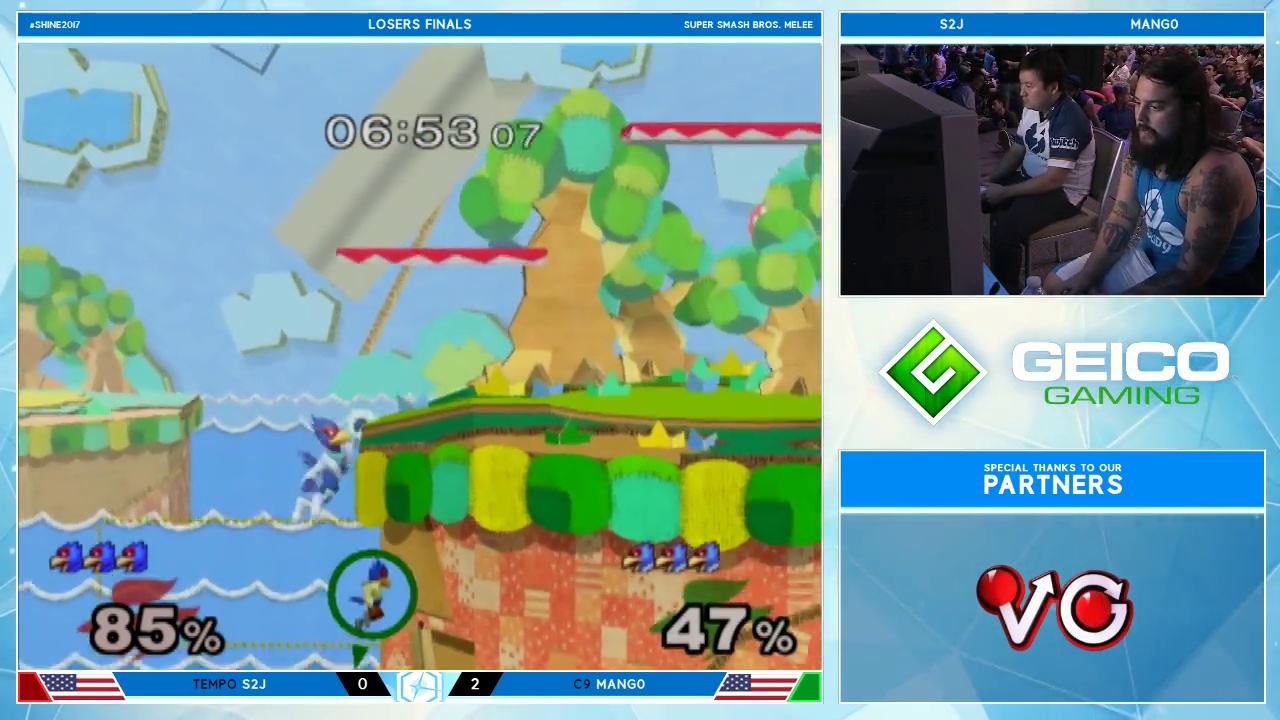 #SHINE2017
LOSERS FINALS
SUPER SMASH BROS. MELEE
S2J
MANG0
06:53 07
GEICO
GAMING
SPECIAL THANKS TO OUR
PARTNERS
VG
85%
47%
TEMPO S2J
0
2
C9 MANG0